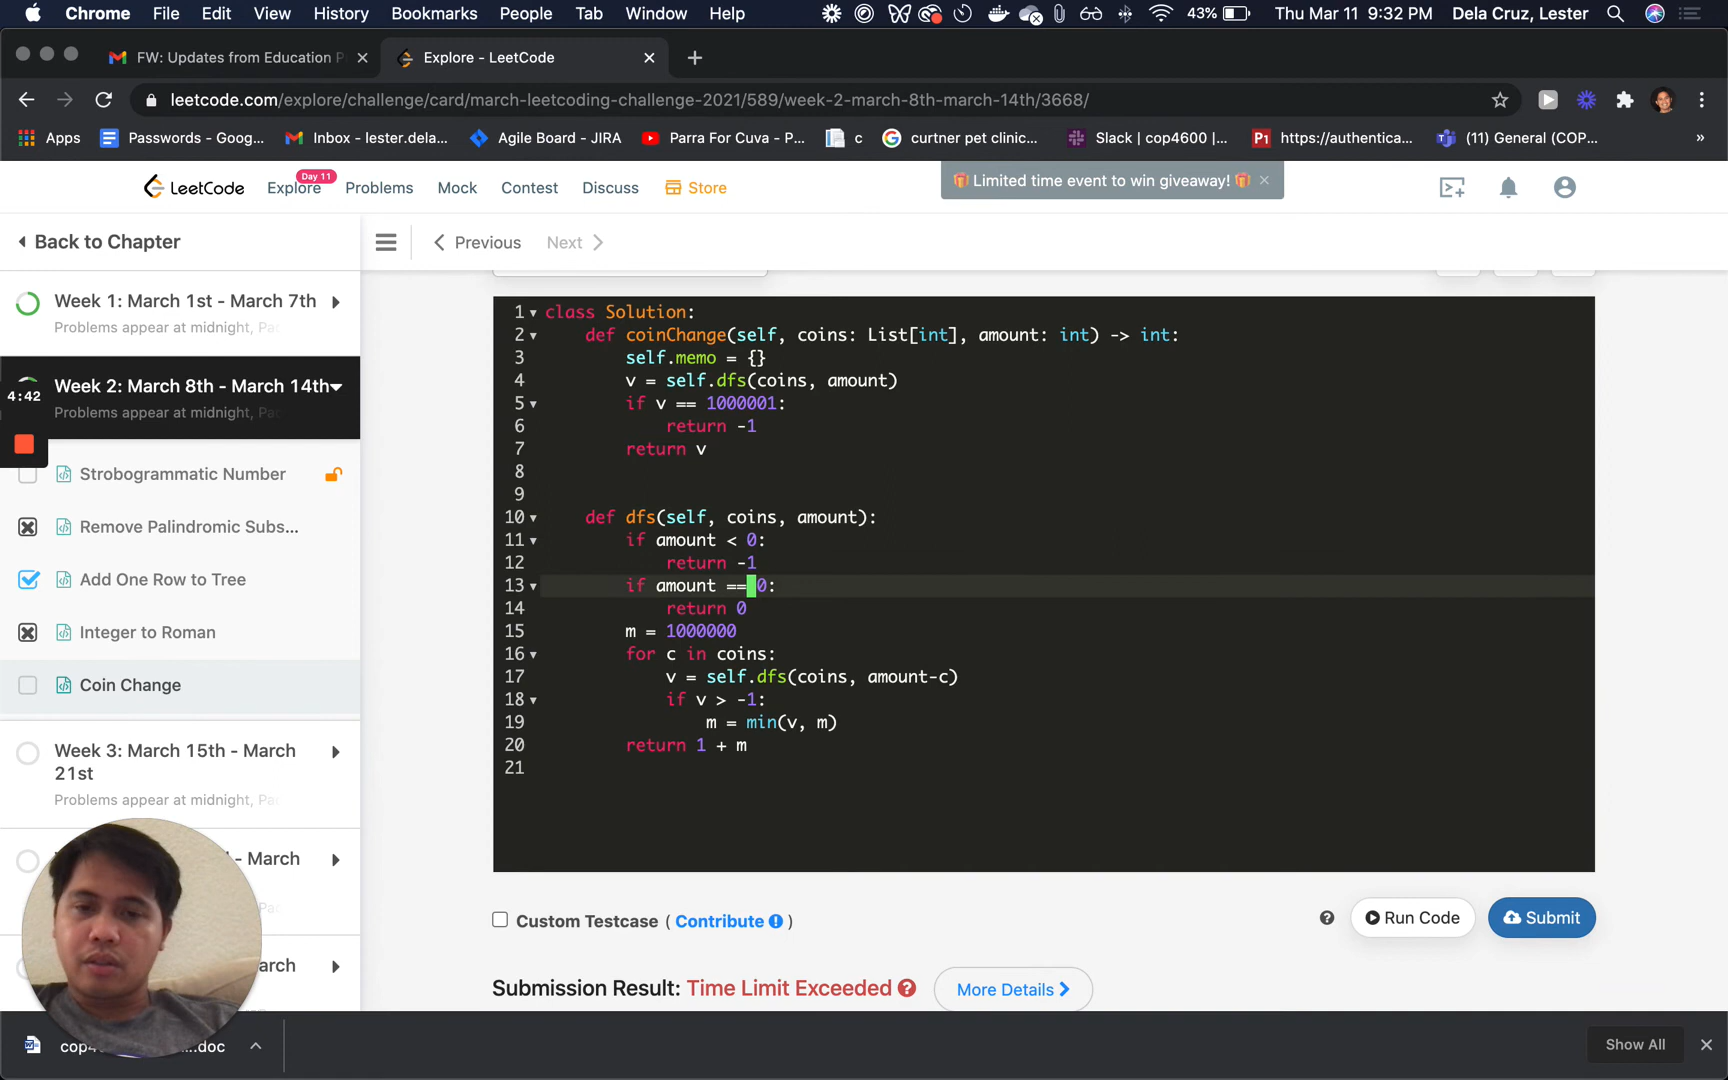 Chrome File Edit View History Bookmarks People Tab Window Help 43% Thu Mar 11 9:32 PM Dela Cruz, Lester
FW: Updates from Education P
Explore - LeetCode
leetcode.com/explore/challenge/card/march-leetcoding-challenge-2021/589/week-2-march-8th-march-14th/3668/
Apps Passwords - Goog... Inbox - lester.dela... Agile Board - JIRA Parra For Cuva - P... c curtner pet clinic... Slack | cop4600 |... P1 https://authentica... (11) General (COP... »
LeetCode Explore Day 11 Problems Mock Contest Discuss Store
Limited time event to win giveaway!
Back to Chapter
Previous Next
Week 1: March 1st - March 7th
Problems appear at midnight, Pa
Week 2: March 8th - March 14th
Problems appear at midnight, Pa
4:42
Strobogrammatic Number
Remove Palindromic Subs...
Add One Row to Tree
Integer to Roman
Coin Change
Week 3: March 15th - March
21st
Problems appear at midnight, Pa
- March
Pa
arch
1 class Solution:
2 def coinChange(self, coins: List[int], amount: int) -> int:
3 self.memo = {}
4 v = self.dfs(coins, amount)
5 if v == 1000001:
6 return -1
7 return v
8
9
10 def dfs(self, coins, amount):
11 if amount < 0:
12 return -1
13 if amount == 0:
14 return 0
15 m = 1000000
16 for c in coins:
17 v = self.dfs(coins, amount-c)
18 if v > -1:
19 m = min(v, m)
20 return 1 + m
21
Custom Testcase ( Contribute )
Run Code Submit
Submission Result: Time Limit Exceeded More Details
cop4 .doc
Show All